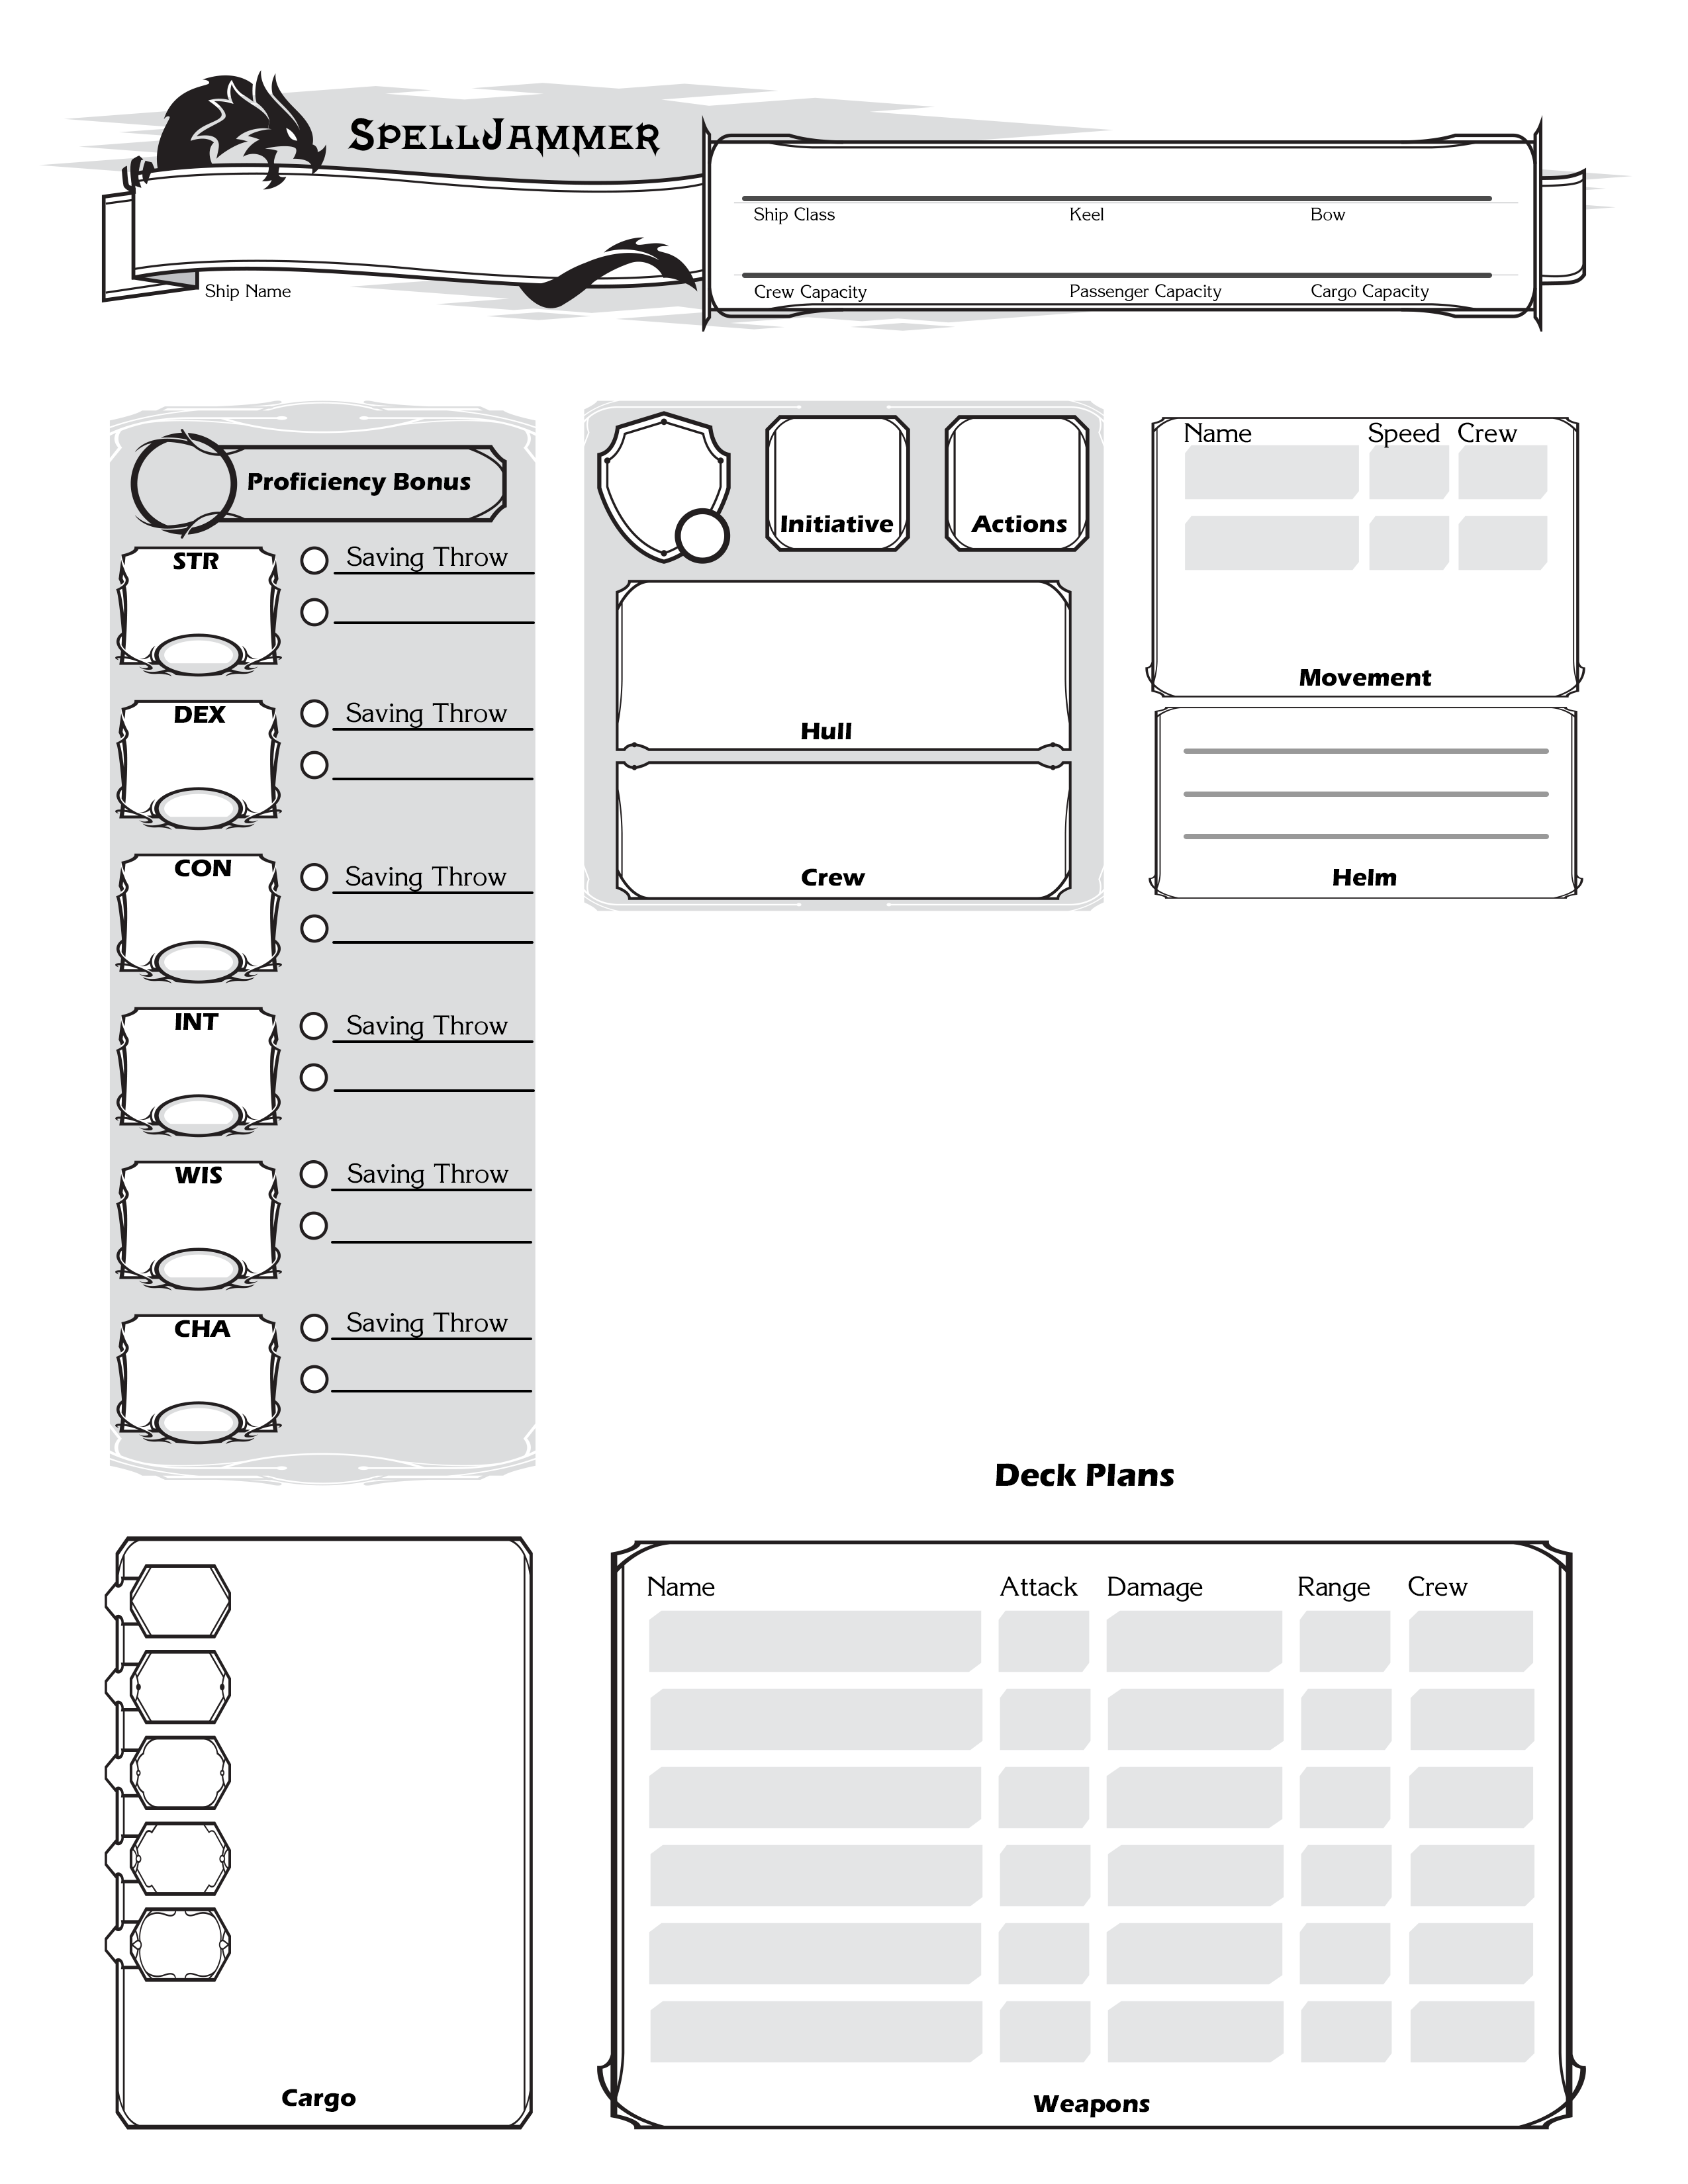 SPELLJAMMER
Ship Class Keel Bow
Ship Name
Crew Capacity Passenger Capacity Cargo Capacity
Proficiency Bonus
STR
Saving Throw
DEX
Saving Throw
CON
Saving Throw
INT
Saving Throw
WIS
Saving Throw
CHA
Saving Throw
Initiative
Actions
Hull
Crew
Name Speed Crew
Movement
Helm
Deck Plans
Cargo
Name Attack Damage Range Crew
Weapons